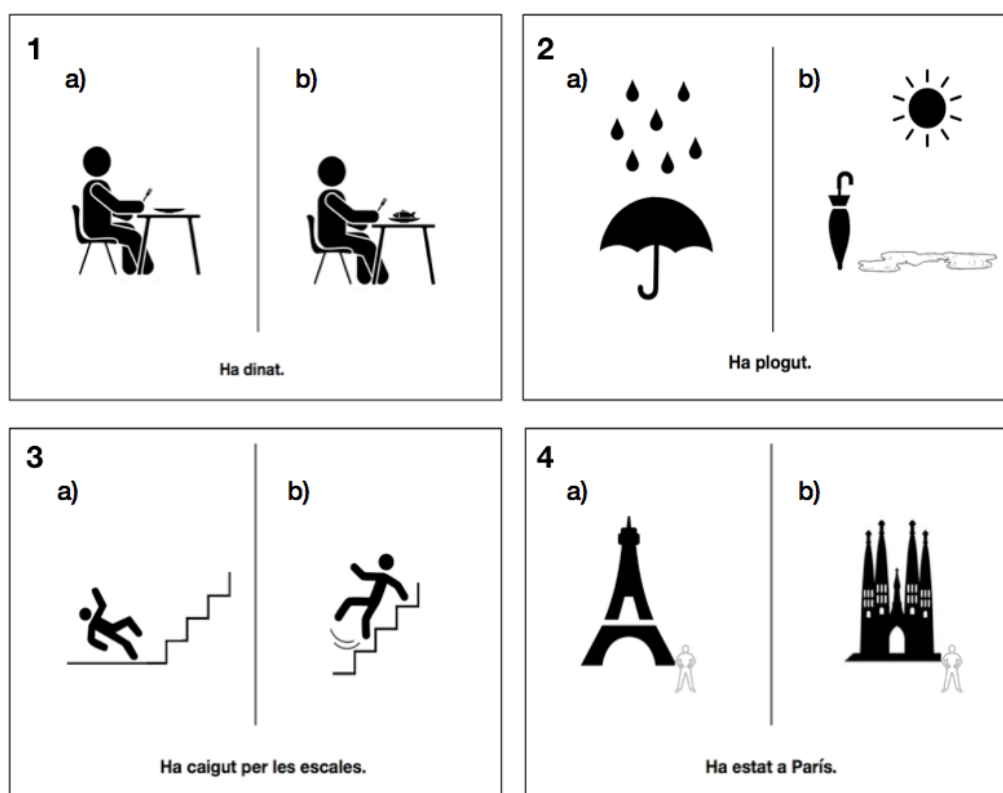 1
a)
b)
Ha dinat.
2
a)
b)
Ha plogut.
3
a)
b)
Ha caigut per les escales.
4
a)
b)
Ha estat a París.